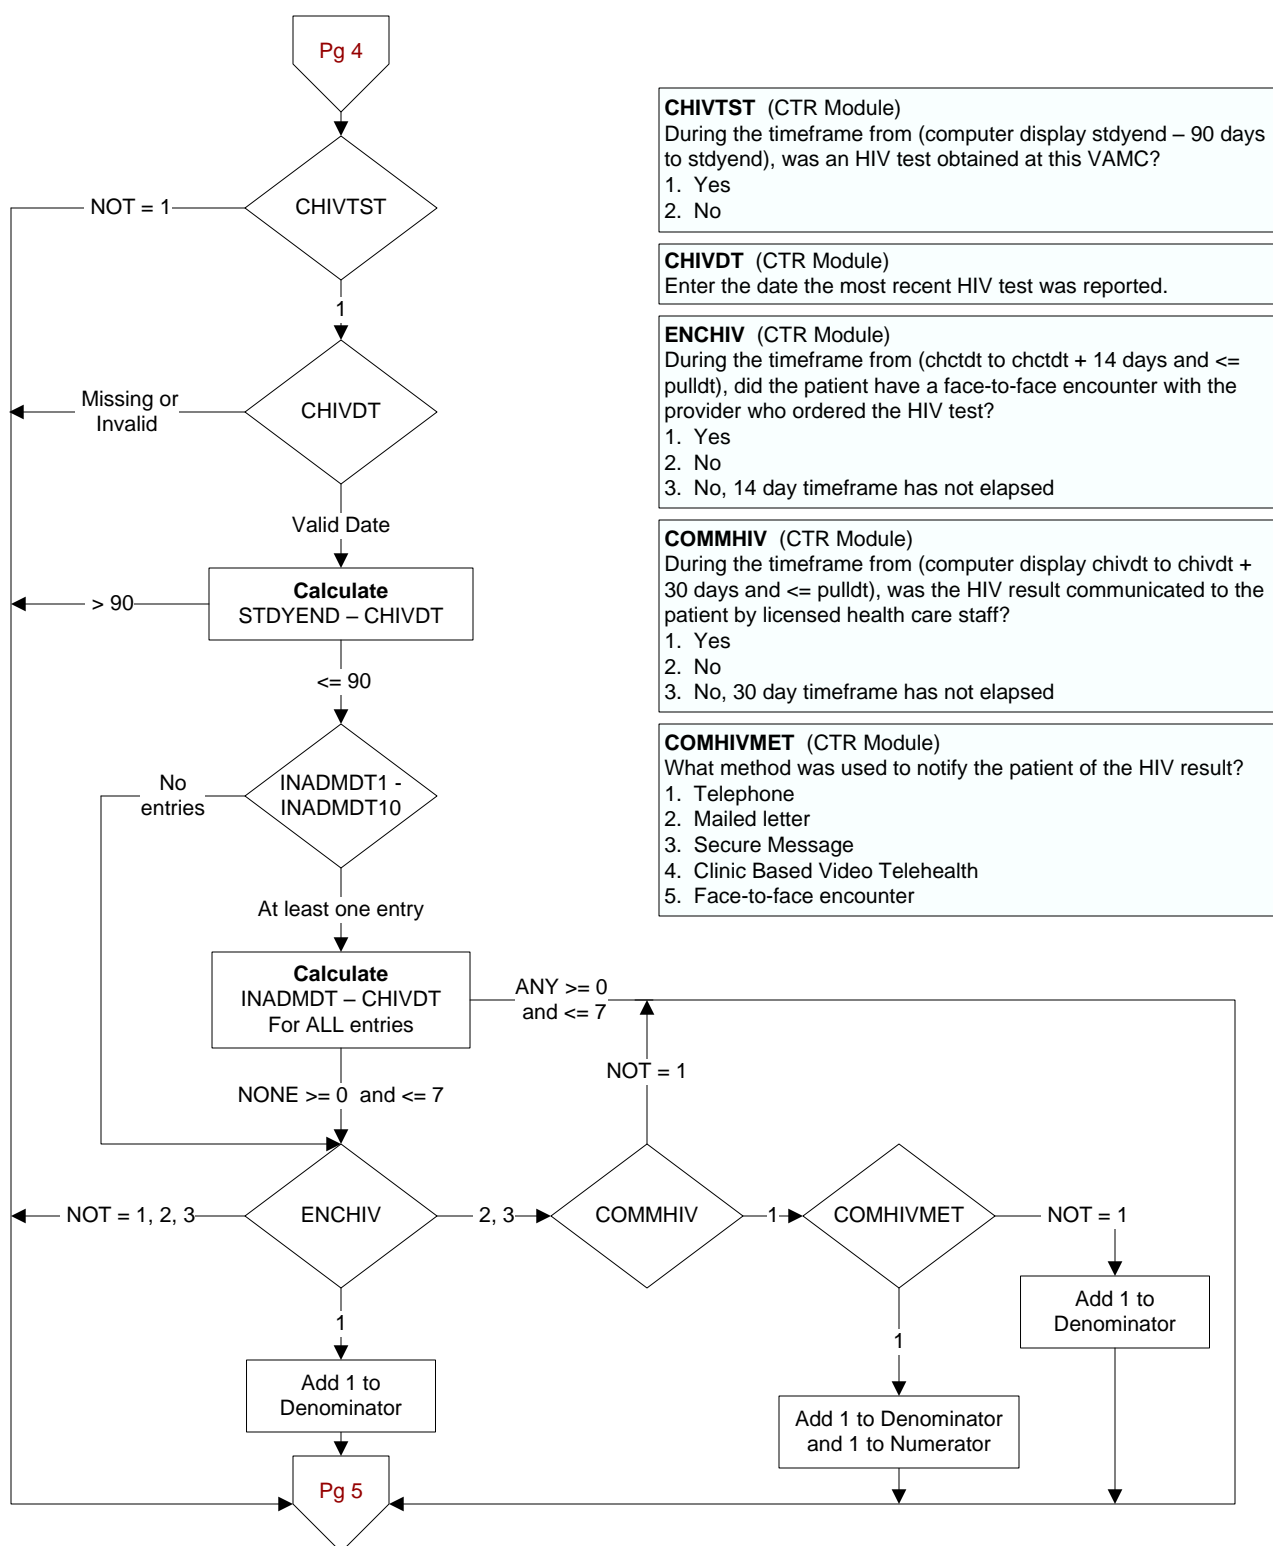 Pg 4
CHIVTST
NOT = 1
1
CHIVDT
Missing or
Invalid
Valid Date
Calculate
STDYEND – CHIVDT
> 90
<= 90
INADMDT1 -
INADMDT10
No
entries
At least one entry
Calculate
INADMDT – CHIVDT
For ALL entries
ANY >= 0
and <= 7
NONE >= 0 and <= 7
NOT = 1
ENCHIV
NOT = 1, 2, 3
2, 3
COMMHIV
1
COMHIVMET
NOT = 1
Add 1 to
Denominator
1
1
Add 1 to
Denominator
Add 1 to Denominator
and 1 to Numerator
Pg 5
CHIVTST (CTR Module)
During the timeframe from (computer display stdyend – 90 days
to stdyend), was an HIV test obtained at this VAMC?
1. Yes
2. No
CHIVDT (CTR Module)
Enter the date the most recent HIV test was reported.
ENCHIV (CTR Module)
During the timeframe from (chctdt to chctdt + 14 days and <=
pulldt), did the patient have a face-to-face encounter with the
provider who ordered the HIV test?
1. Yes
2. No
3. No, 14 day timeframe has not elapsed
COMMHIV (CTR Module)
During the timeframe from (computer display chivdt to chivdt +
30 days and <= pulldt), was the HIV result communicated to the
patient by licensed health care staff?
1. Yes
2. No
3. No, 30 day timeframe has not elapsed
COMHIVMET (CTR Module)
What method was used to notify the patient of the HIV result?
1. Telephone
2. Mailed letter
3. Secure Message
4. Clinic Based Video Telehealth
5. Face-to-face encounter